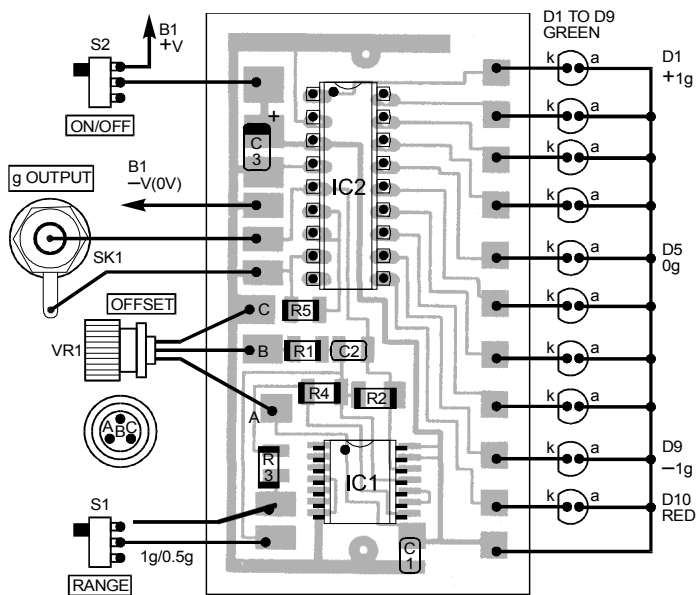 D1 TO D9
GREEN
S2
B1
+V
ON/OFF
k a
D1
+1g
k a
+
C
3
k a
IC2
g OUTPUT
B1
–V(0V)
k a
SK1
k a
D5
0g
OFFSET
C
R5
k a
VR1
B
R1
C2
k a
A
R4
R2
k a
A B C
R
3
IC1
k a
D9
–1g
S1
k a
D10
RED
1g/0.5g
C
1
RANGE